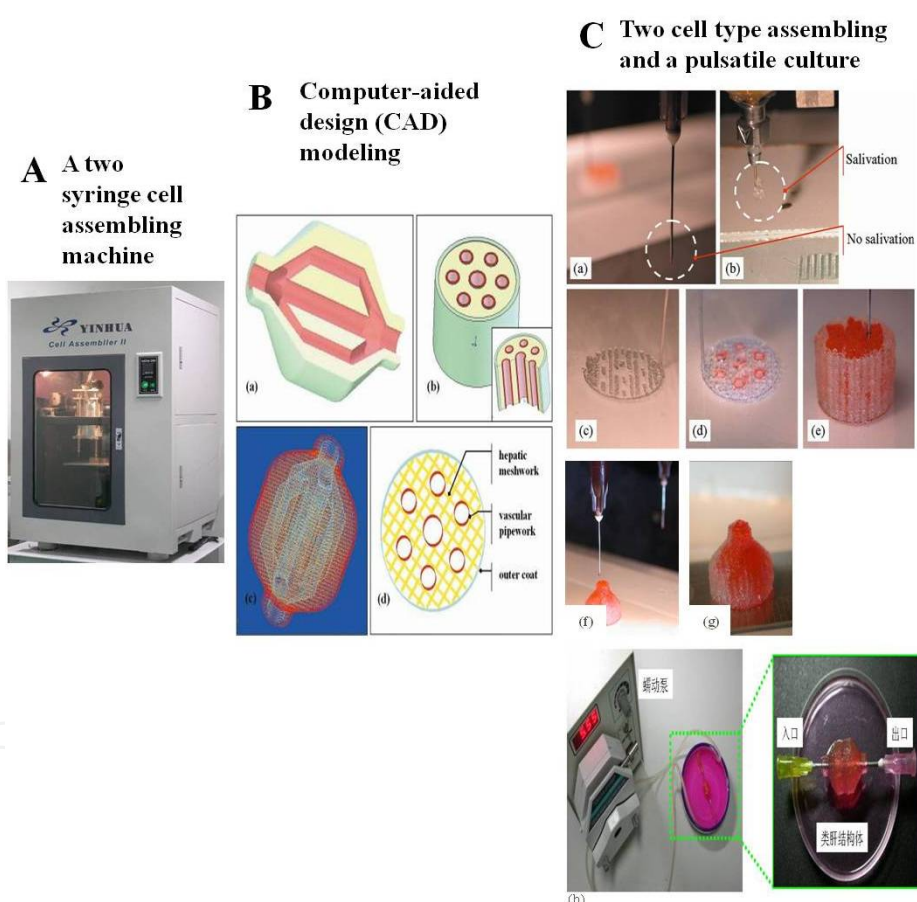 A A two
syringe cell
assembling
machine
YINHUA
Cell Assembller II
B Computer-aided
design (CAD)
modeling
(a)
(b)
(c)
(d)
hepatic
meshwork
vascular
pipework
outer coat
C Two cell type assembling
and a pulsatile culture
Salivation
No salivation
(a)
(b)
(c)
(d)
(e)
(f)
(g)
蠕动泵
入口
出口
类肝结构体
(h)